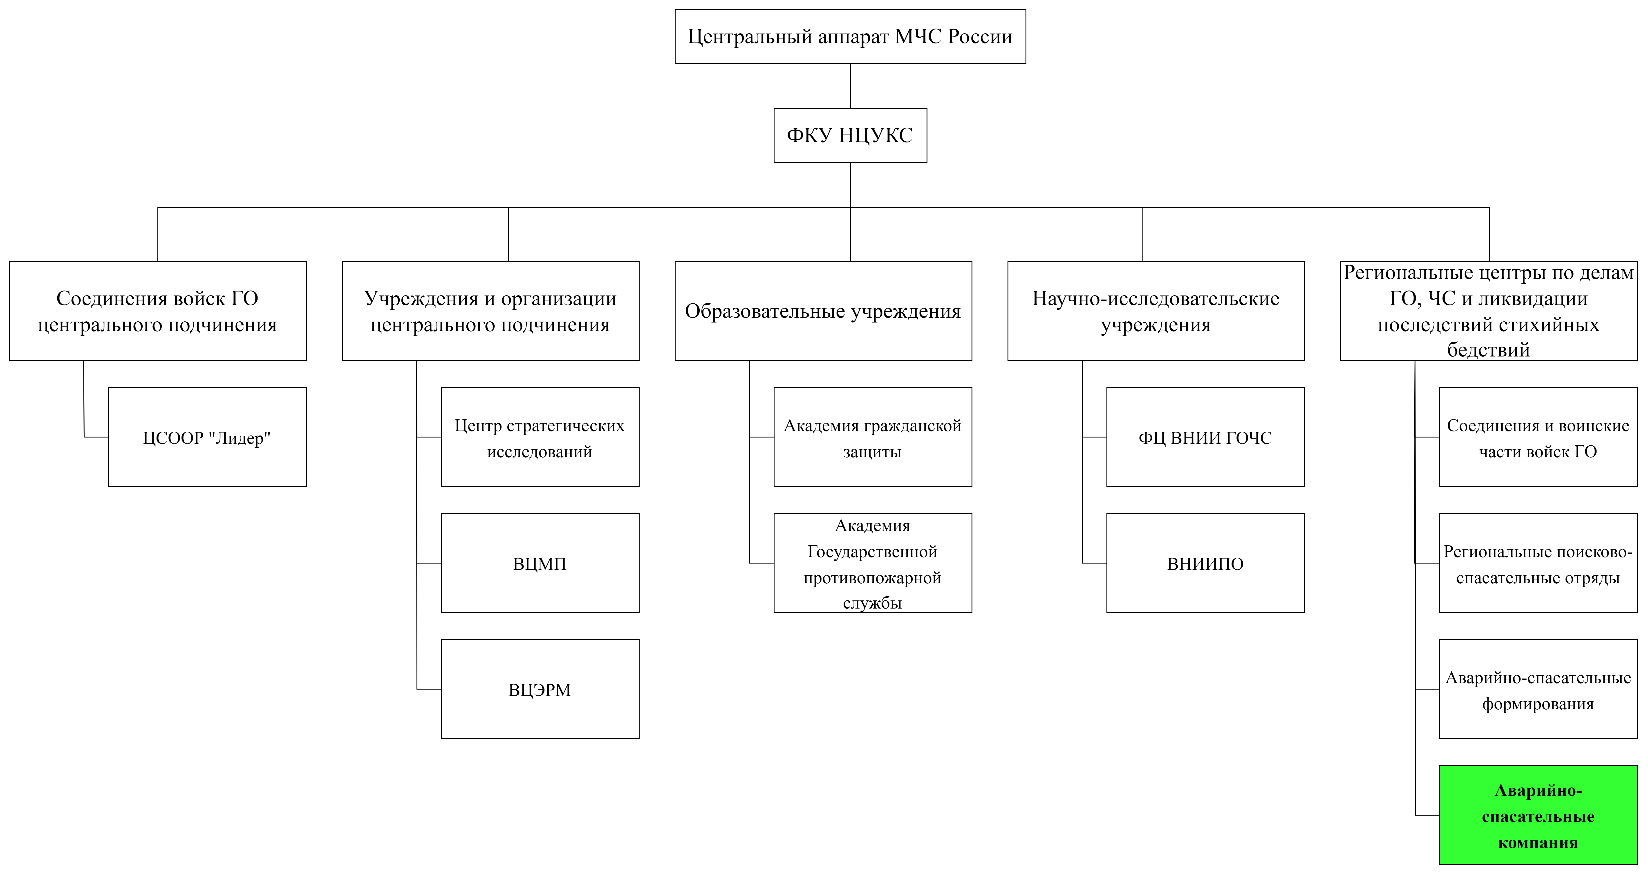 Центральный аппарат МЧС России
ФКУ НЦУКС
Соединения войск ГО
центрального подчинения
Учреждения и организации
центрального подчинения
Образовательные учреждения
Научно-исследовательские
учреждения
Региональные центры по делам
ГО, ЧС и ликвидации
последствий стихийных
бедствий
ЦСООР "Лидер"
Центр стратегических
исследований
ВЦМП
ВЦЭРМ
Академия гражданской
защиты
Академия
Государственной
противопожарной
службы
ФЦ ВНИИ ГОЧС
ВНИИПО
Соединения и воинские
части войск ГО
Региональные поисково-
спасательные отряды
Аварийно-спасательные
формирования
Аварийно-
спасательные
компания